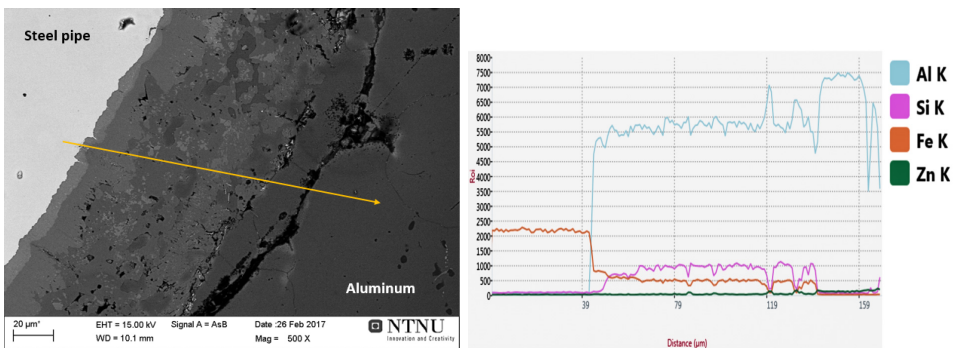 Steel pipe
Aluminum
20 µm*
EHT = 15.00 kV
WD = 10.1 mm
Signal A = AsB
Date :26 Feb 2017
Mag = 500 X
NTNU
Innovation and Creativity
8000
7500
7000
6500
6000
5500
5000
4500
4000
3500
3000
2500
2000
1500
1000
500
0
RoI
39
79
119
159
Distance (µm)
Al K
Si K
Fe K
Zn K